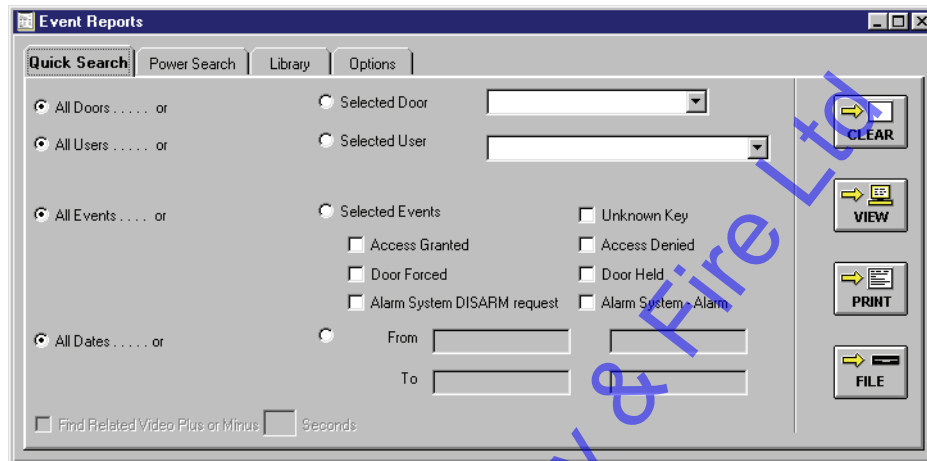 Event Reports
Quick Search Power Search Library Options
All Doors . . . . . or Selected Door
CLEAR
All Users . . . . . or Selected User
VIEW
All Events . . . . or Selected Events Unknown Key
Access Granted Access Denied
Door Forced Door Held
PRINT
Alarm System DISARM request Alarm System - Alarm
All Dates . . . . . or From
To
FILE
Find Related Video Plus or Minus Seconds
& Fire Ltd